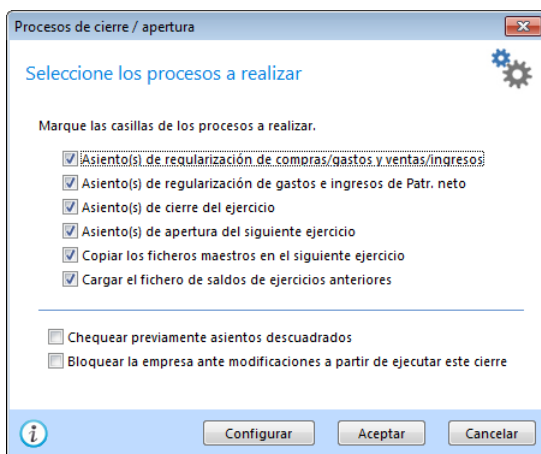 Procesos de cierre / apertura
Seleccione los procesos a realizar
Marque las casillas de los procesos a realizar.
Asiento(s) de regularización de compras/gastos y ventas/ingresos
Asiento(s) de regularización de gastos e ingresos de Patr. neto
Asiento(s) de cierre del ejercicio
Asiento(s) de apertura del siguiente ejercicio
Copiar los ficheros maestros en el siguiente ejercicio
Cargar el fichero de saldos de ejercicios anteriores
Chequear previamente asientos descuadrados
Bloquear la empresa ante modificaciones a partir de ejecutar este cierre
Configurar Aceptar Cancelar